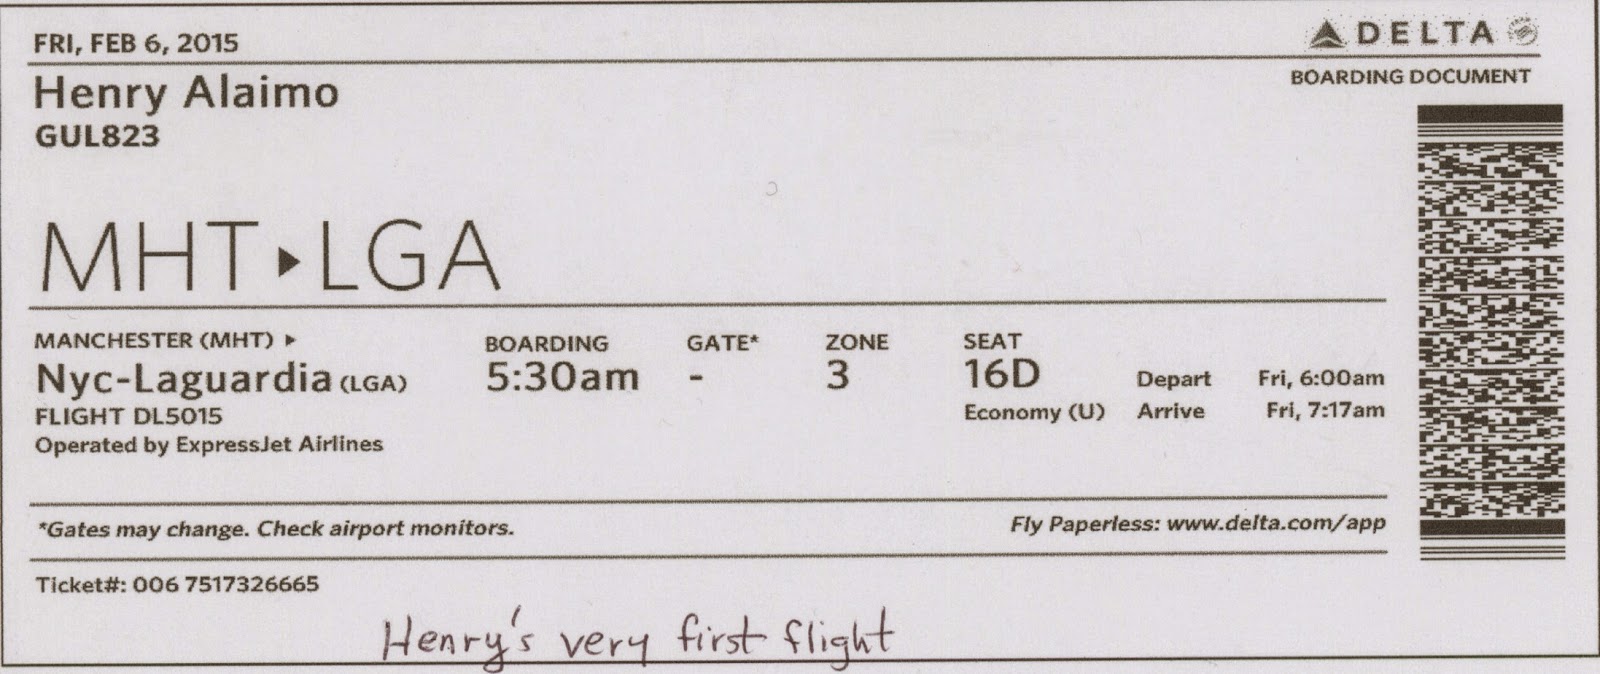 FRI, FEB 6, 2015
DELTA
BOARDING DOCUMENT
Henry Alaimo
GUL823
MHT ▸ LGA
MANCHESTER (MHT) ▸
Nyc-Laguardia (LGA)
FLIGHT DL5015
Operated by ExpressJet Airlines
BOARDING
5:30am
GATE*
-
ZONE
3
SEAT
16D
Economy (U)
Depart Fri, 6:00am
Arrive Fri, 7:17am
*Gates may change. Check airport monitors.
Fly Paperless: www.delta.com/app
Ticket#: 006 7517326665
Henry's very first flight